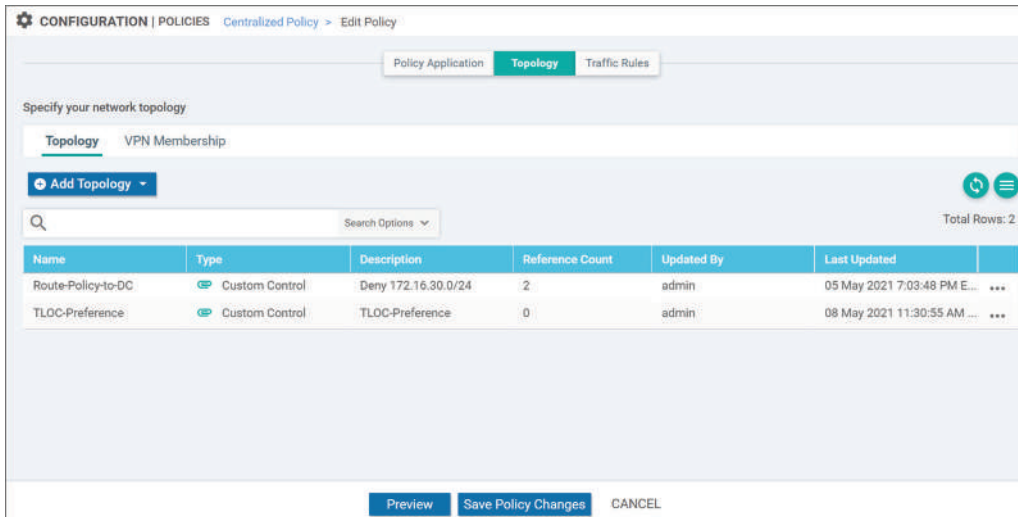 CONFIGURATION | POLICIES Centralized Policy > Edit Policy
Policy Application Topology Traffic Rules
Specify your network topology
Topology VPN Membership
Add Topology
Search Options
Total Rows: 2
Name Type Description Reference Count Updated By Last Updated
Route-Policy-to-DC Custom Control Deny 172.16.30.0/24 2 admin 05 May 2021 7:03:48 PM E... •••
TLOC-Preference Custom Control TLOC-Preference 0 admin 08 May 2021 11:30:55 AM ... •••
Preview Save Policy Changes CANCEL